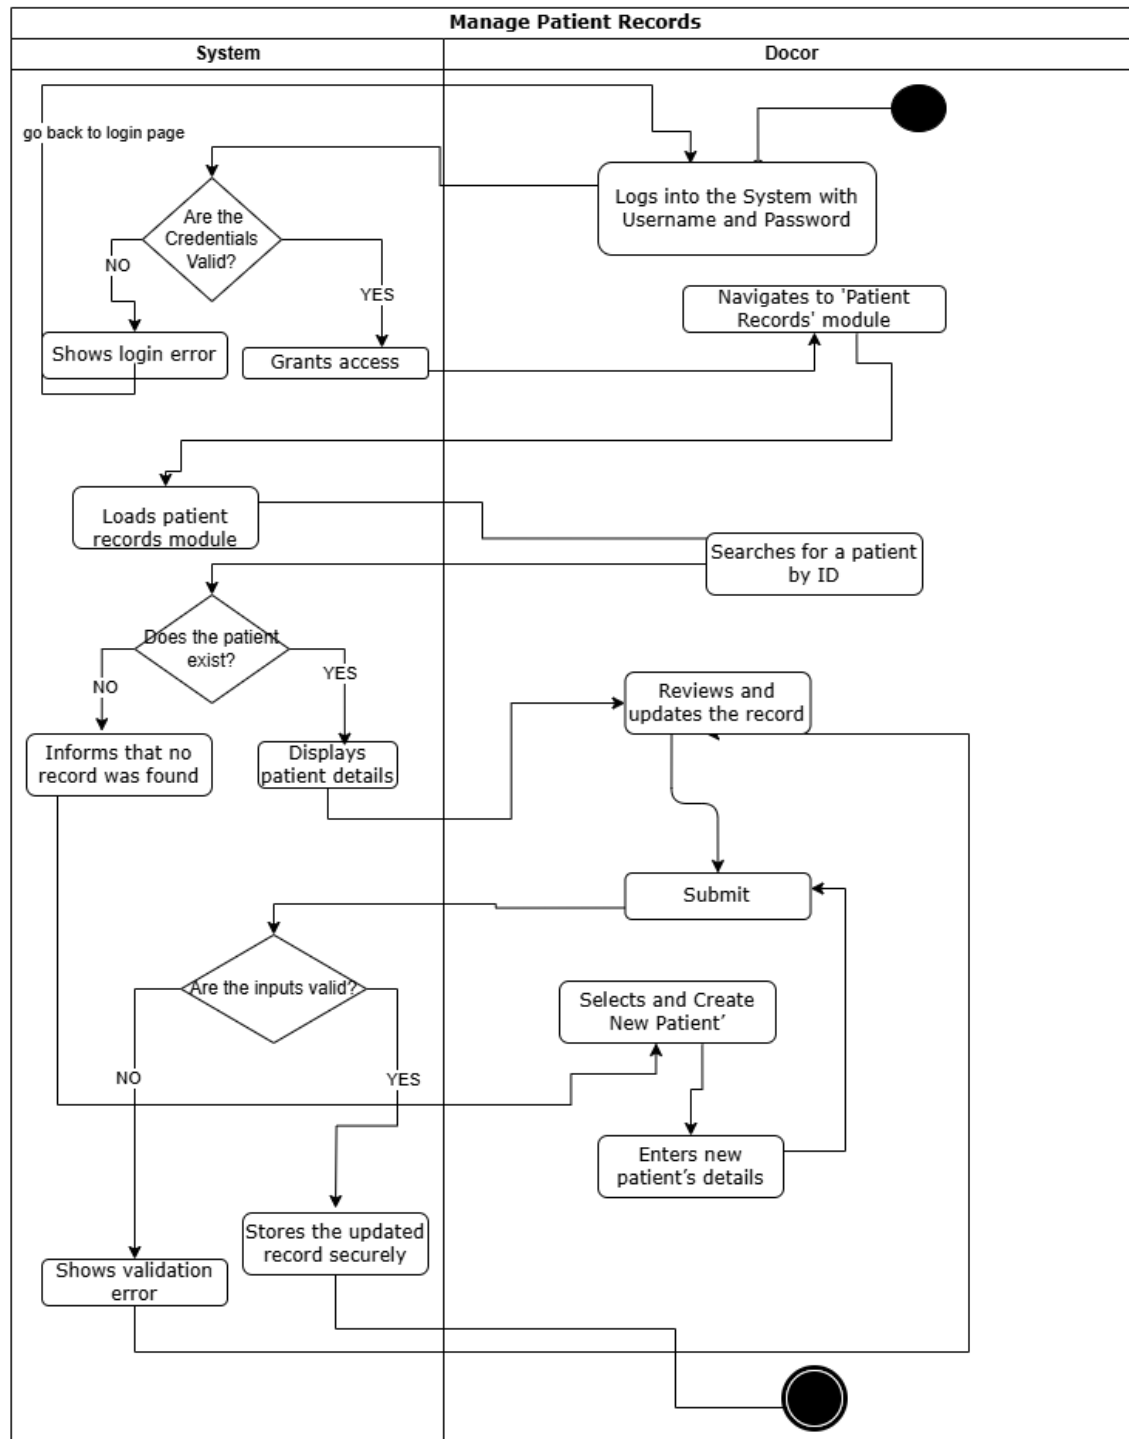 Manage Patient Records
System
Docor
go back to login page
Logs into the System with
Username and Password
Are the
Credentials
Valid?
NO
YES
Navigates to 'Patient
Records' module
Shows login error
Grants access
Loads patient
records module
Searches for a patient
by ID
Does the patient
exist?
NO
YES
Reviews and
updates the record
Informs that no
record was found
Displays
patient details
Submit
Are the inputs valid?
Selects and Create
New Patient’
NO
YES
Enters new
patient’s details
Stores the updated
record securely
Shows validation
error